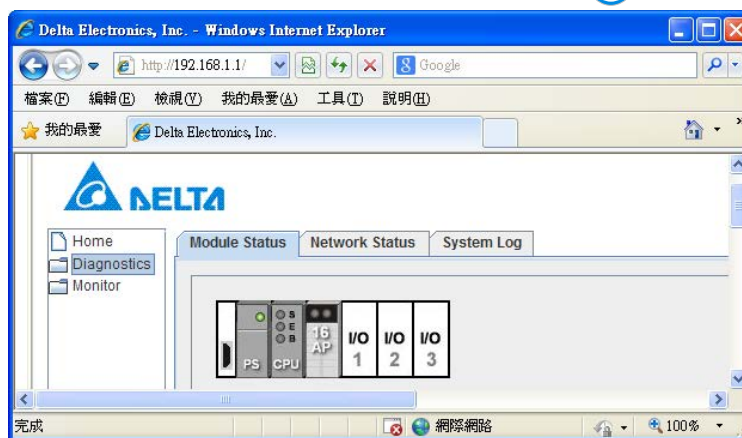 Delta Electronics, Inc. - Windows Internet Explorer
http://192.168.1.1/ Google
檔案(F) 編輯(E) 檢視(V) 我的最愛(A) 工具(T) 說明(H)
我的最愛 Delta Electronics, Inc.
DELTA
Home
Diagnostics
Monitor
Module Status Network Status System Log
S
E
B
16
AP
PS CPU
I/O I/O I/O
1 2 3
完成 網際網路 100%